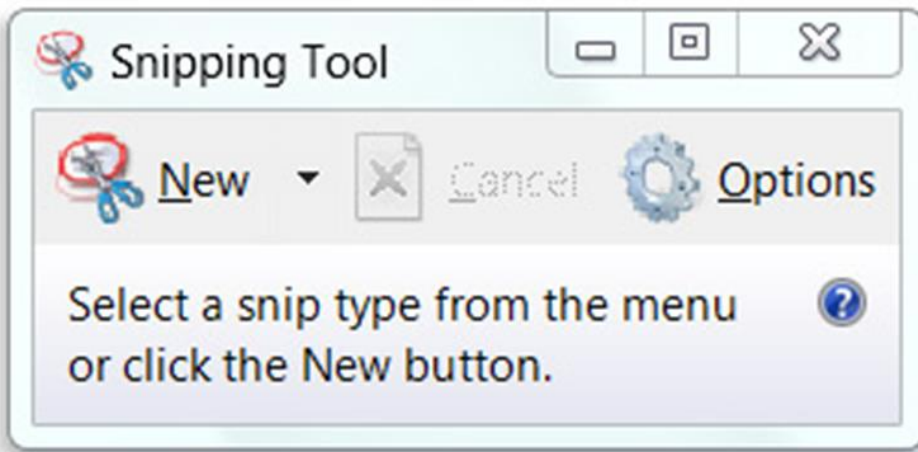 Snipping Tool
New Cancel Options
Select a snip type from the menu
or click the New button.